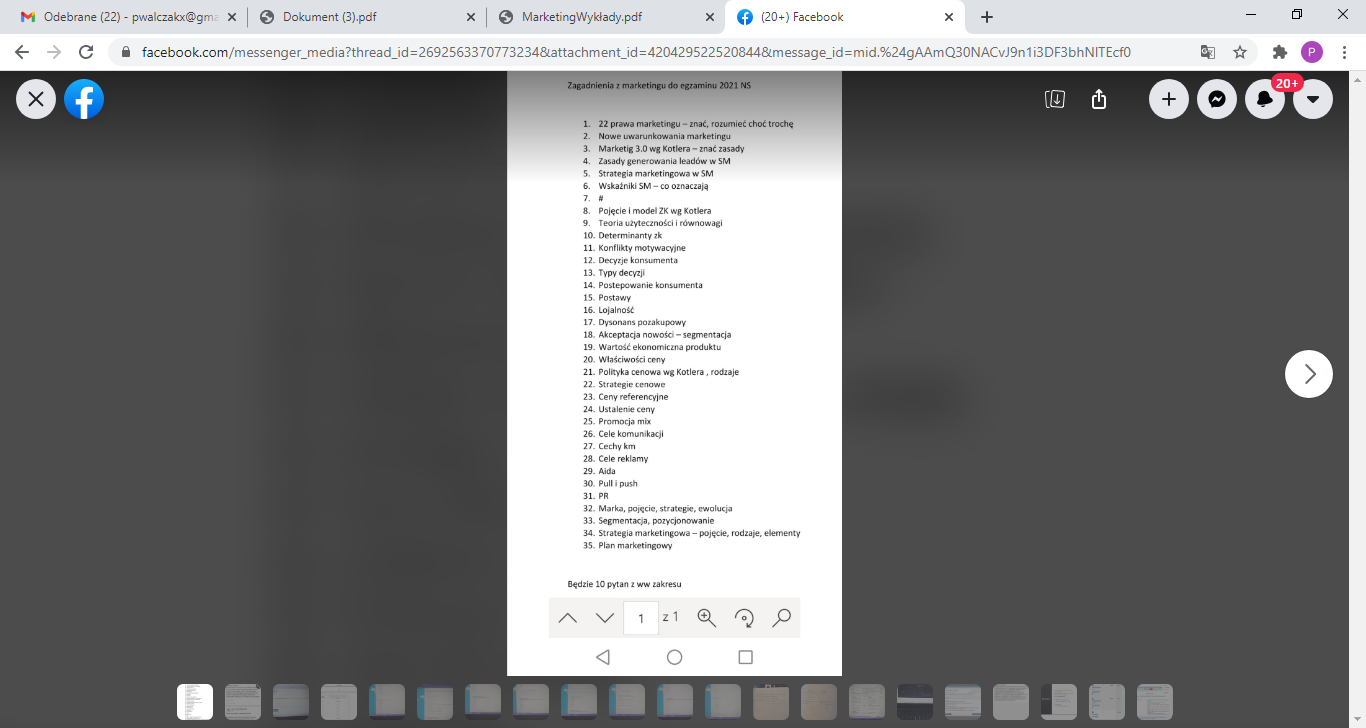 Odebrane (22) - pwalczakx@gma
Dokument (3).pdf
MarketingWykłady.pdf
(20+) Facebook
facebook.com/messenger_media?thread_id=2692563370773234&attachment_id=420429522520844&message_id=mid.%24gAAmQ30NACvJ9n1i3DF3bhNlTEcf0
P
20+
Zagadnienia z marketingu do egzaminu 2021 NS
1. 22 prawa marketingu – znać, rozumieć choć trochę
2. Nowe uwarunkowania marketingu
3. Marketig 3.0 wg Kotlera – znać zasady
4. Zasady generowania leadów w SM
5. Strategia marketingowa w SM
6. Wskaźniki SM – co oznaczają
7. #
8. Pojęcie i model ZK wg Kotlera
9. Teoria użyteczności i równowagi
10. Determinanty zk
11. Konflikty motywacyjne
12. Decyzje konsumenta
13. Typy decyzji
14. Postepowanie konsumenta
15. Postawy
16. Lojalność
17. Dysonans pozakupowy
18. Akceptacja nowości – segmentacja
19. Wartość ekonomiczna produktu
20. Właściwości ceny
21. Polityka cenowa wg Kotlera , rodzaje
22. Strategie cenowe
23. Ceny referencyjne
24. Ustalenie ceny
25. Promocja mix
26. Cele komunikacji
27. Cechy km
28. Cele reklamy
29. Aida
30. Pull i push
31. PR
32. Marka, pojęcie, strategie, ewolucja
33. Segmentacja, pozycjonowanie
34. Strategia marketingowa – pojęcie, rodzaje, elementy
35. Plan marketingowy
Będzie 10 pytan z ww zakresu
1 z 1